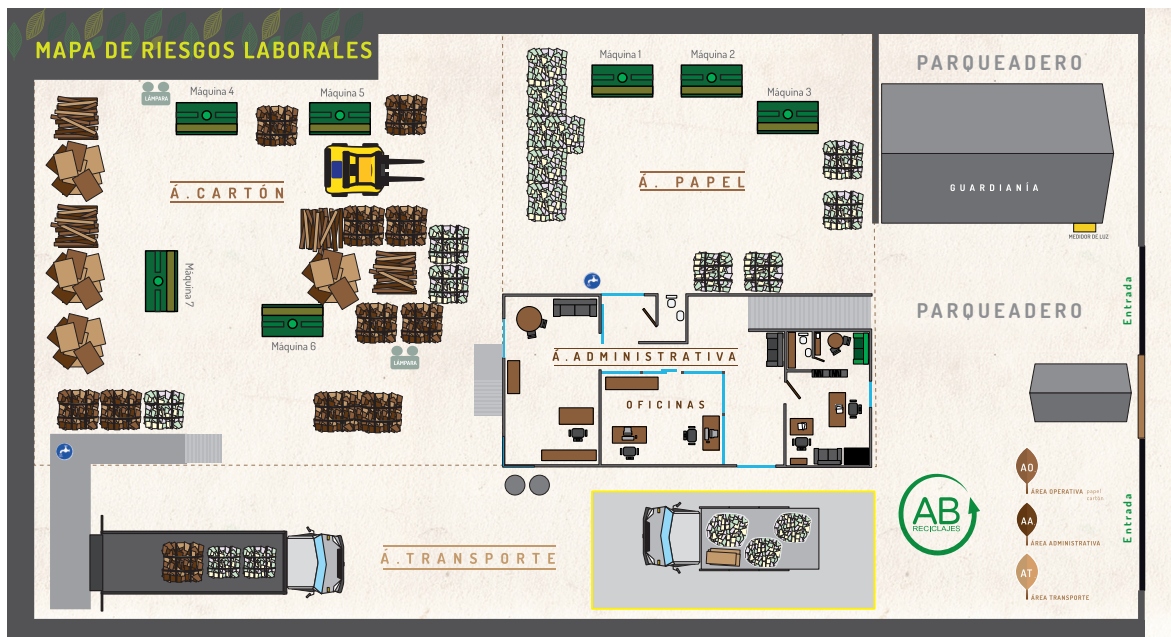 MAPA DE RIESGOS LABORALES
Máquina 1
Máquina 2
PARQUEADERO
LÁMPARA
Máquina 4
Máquina 5
Máquina 3
Á. CARTÓN
Á. PAPEL
GUARDIANÍA
MEDIDOR DE LUZ
Máquina 7
Entrada
PARQUEADERO
Máquina 6
LÁMPARA
Á. ADMINISTRATIVA
OFICINAS
AO
ÁREA OPERATIVA papel
cartón
AB
RECICLAJES
AA
ÁREA ADMINISTRATIVA
Entrada
Á. TRANSPORTE
AT
ÁREA TRANSPORTE